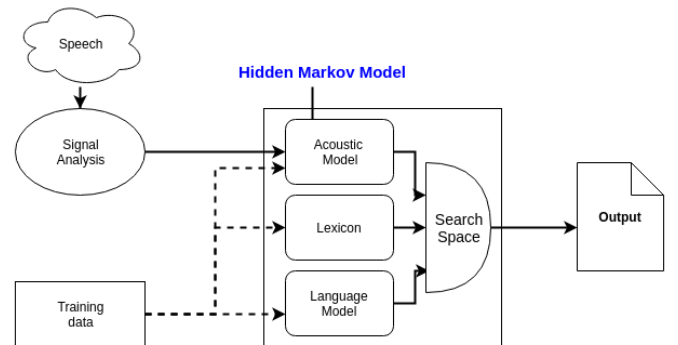 Speech
Hidden Markov Model
Signal
Analysis
Acoustic
Model
Lexicon
Search
Space
Output
Language
Model
Training
data